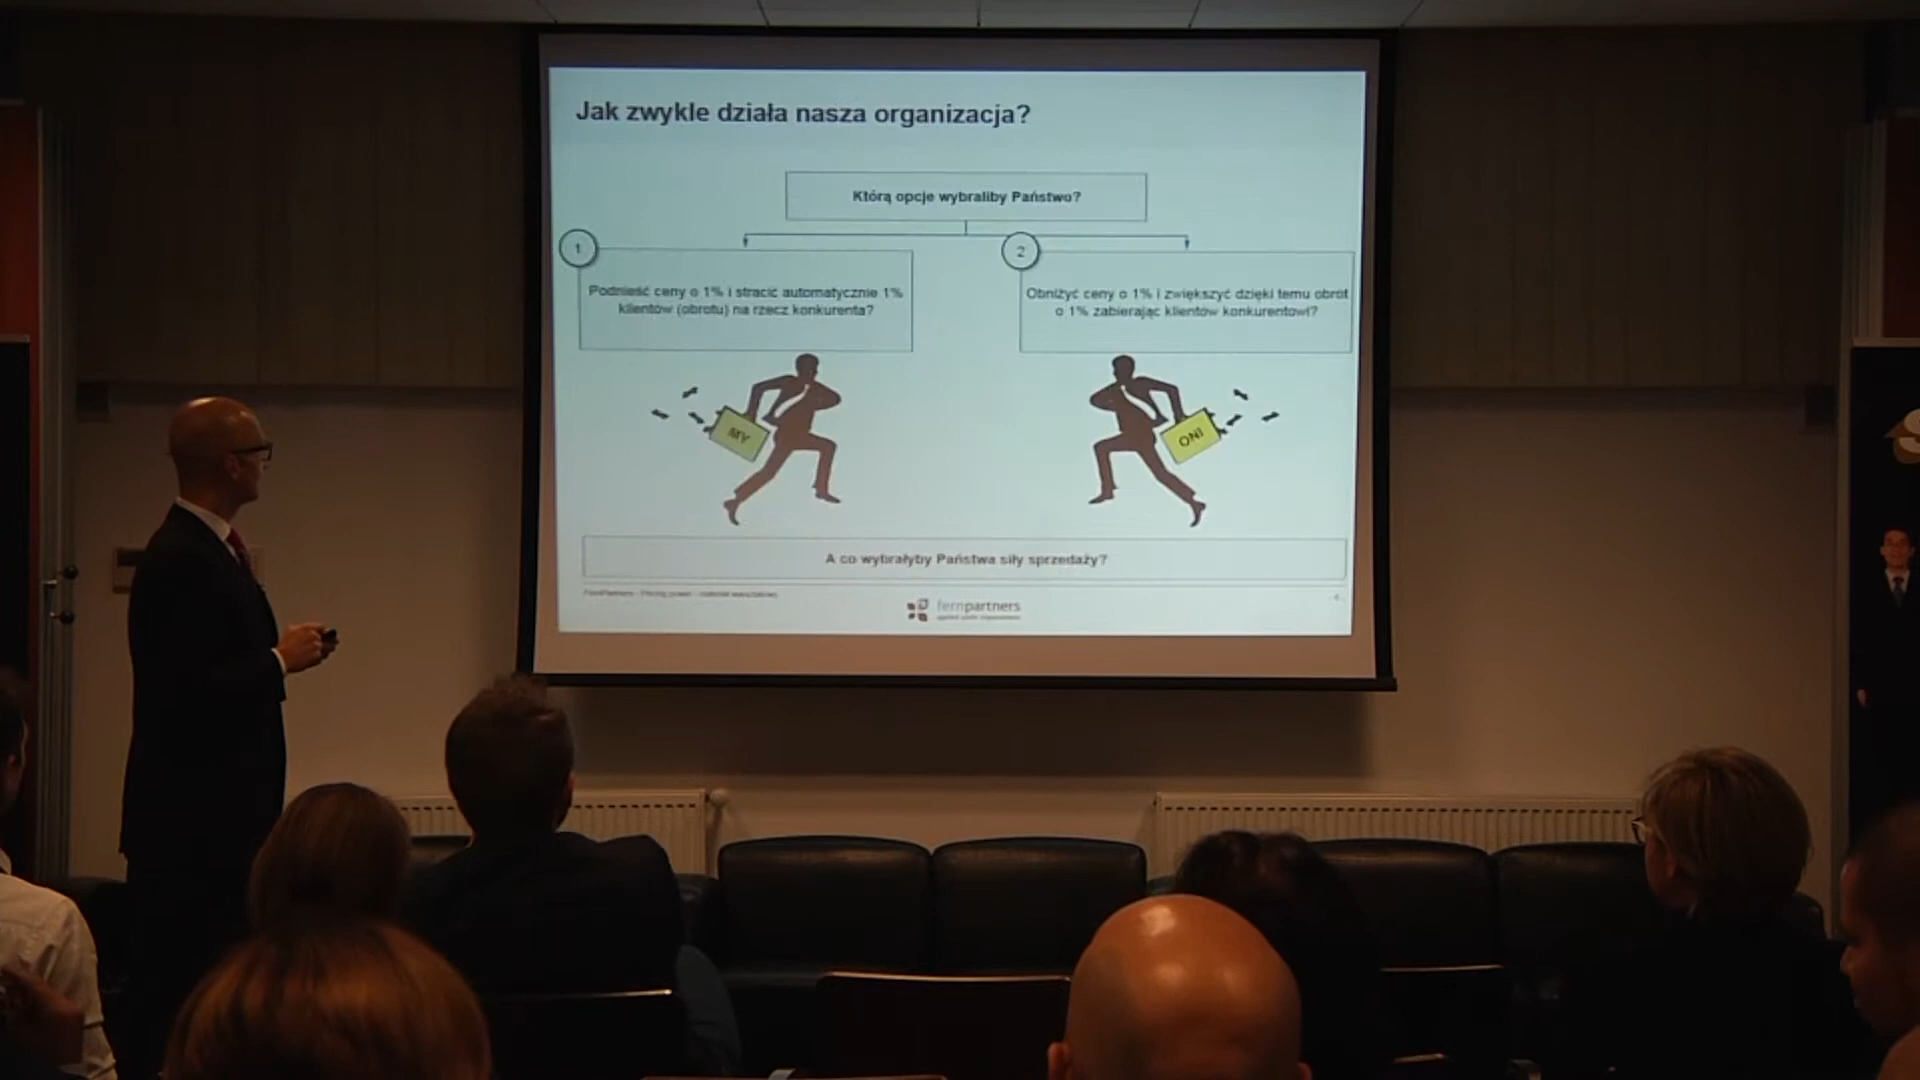 Jak zwykle działa nasza organizacja?
Którą opcje wybraliby Państwo?
1
Podnieść ceny o 1% i stracić automatycznie 1%
klientów (obrotu) na rzecz konkurenta?
2
Obniżyć ceny o 1% i zwiększyć dzięki temu obrót
o 1% zabierając klientów konkurentowi?
MY
ONI
A co wybrałyby Państwa siły sprzedaży?
fernpartners